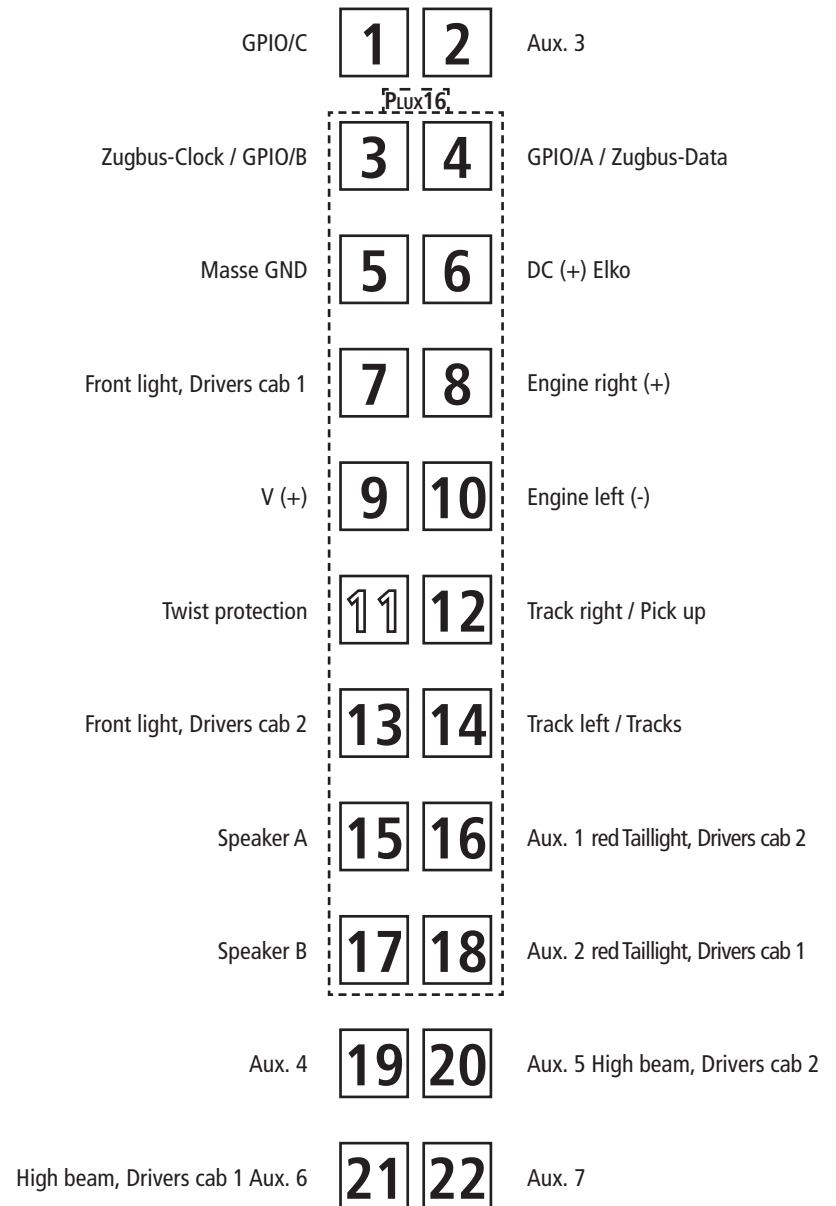 GPIO/C 1 2 Aux. 3
PLUX16
Zugbus-Clock / GPIO/B 3 4 GPIO/A / Zugbus-Data
Masse GND 5 6 DC (+) Elko
Front light, Drivers cab 1 7 8 Engine right (+)
V (+) 9 10 Engine left (-)
Twist protection 11 12 Track right / Pick up
Front light, Drivers cab 2 13 14 Track left / Tracks
Speaker A 15 16 Aux. 1 red Taillight, Drivers cab 2
Speaker B 17 18 Aux. 2 red Taillight, Drivers cab 1
Aux. 4 19 20 Aux. 5 High beam, Drivers cab 2
High beam, Drivers cab 1 Aux. 6 21 22 Aux. 7